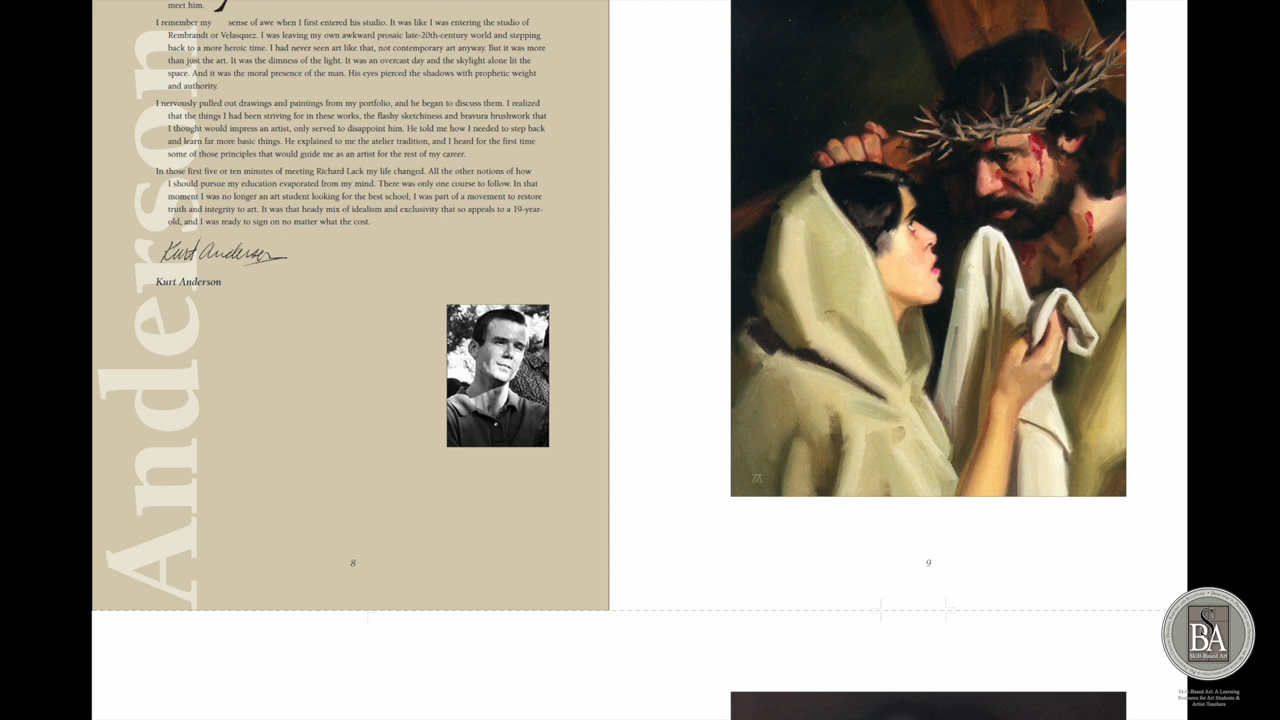 meet him.
I remember my sense of awe when I first entered his studio. It was like I was entering the studio of
Rembrandt or Velasquez. I was leaving my own awkward prosaic late-20th-century world and stepping
back to a more heroic time. I had never seen art like that, not contemporary art anyway. But it was more
than just the art. It was the dimness of the light. It was an overcast day and the skylight alone lit the
space. And it was the moral presence of the man. His eyes pierced the shadows with prophetic weight
and authority.
I nervously pulled out drawings and paintings from my portfolio, and he began to discuss them. I realized
that the things I had been striving for in these works, the flashy sketchiness and bravura brushwork that
I thought would impress an artist, only served to disappoint him. He told me how I needed to step back
and learn far more basic things. He explained to me the atelier tradition, and I heard for the first time
some of those principles that would guide me as an artist for the rest of my career.
In those first five or ten minutes of meeting Richard Lack my life changed. All the other notions of how
I should pursue my education evaporated from my mind. There was only one course to follow. In that
moment I was no longer an art student looking for the best school, I was part of a movement to restore
truth and integrity to art. It was that heady mix of idealism and exclusivity that so appeals to a 19-year-
old, and I was ready to sign on no matter what the cost.
Kurt Anderson
Kurt Anderson
Anderson
8
9
SBA
Skill-Based Art
Skill-Based Art: A Learning
Resource for Art Students &
Artist-Teachers